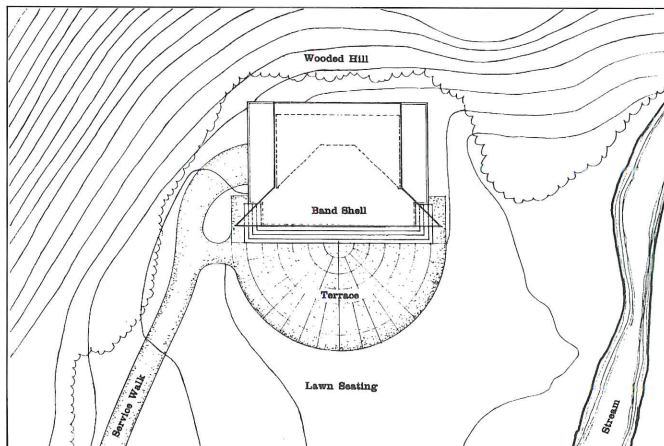 Wooded Hill
Band Shell
Terrace
Lawn Seating
Service Walk
Stream